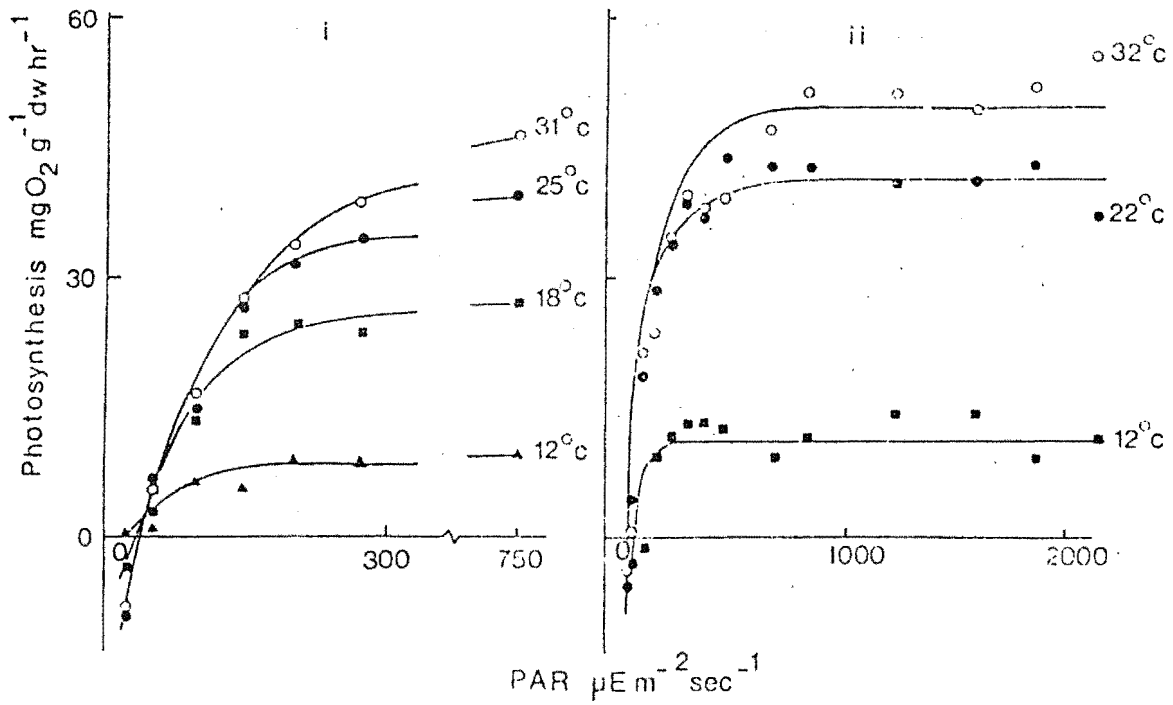 60
i
ii
32°c
31°c
25°c
22°c
30
18°c
12°c
12°c
0
0
300
750
0
1000
2000
Photosynthesis mgO₂ g⁻¹ dw hr⁻¹
PAR µE m⁻² sec⁻¹